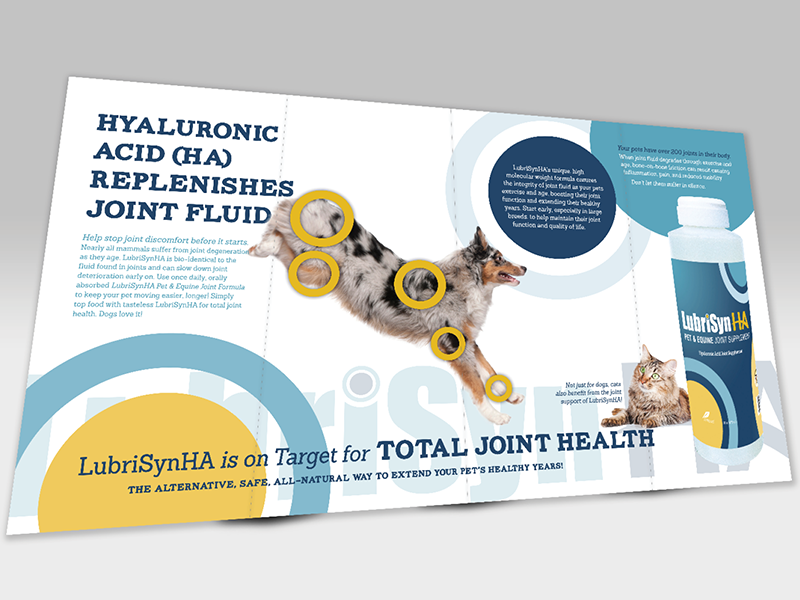 HYALURONIC
ACID (HA)
REPLENISHES
JOINT FLUID
Help stop joint discomfort before it starts.
Nearly all mammals suffer from joint degeneration
as they age. LubriSynHA is bio-identical to the
fluid found in joints and can slow down joint
deterioration early on. Use once daily, orally
absorbed LubriSynHA Pet & Equine Joint Formula
to keep your pet moving easier, longer! Simply
top food with tasteless LubriSynHA for total joint
health. Dogs love it!
LubriSynHA's unique, high
molecular weight formula ensures
the integrity of joint fluid as your pets
exercise and age, boosting their joint
function and extending their healthy
years. Start early, especially in large
breeds, to help maintain their joint
function and quality of life.
Your pets have over 200 joints in their body.
When joint fluid degrades through exercise and
age, bone-on-bone friction can result causing
inflammation, pain, and reduced mobility.
Don't let them suffer in silence.
LubriSynHA
PET & EQUINE JOINT SUPPLEMENT
Hyaluronic Acid Joint Supplement
Not just for dogs, cats
also benefit from the joint
support of LubriSynHA!
LubriSynHA
LubriSynHA is on Target for TOTAL JOINT HEALTH
THE ALTERNATIVE, SAFE, ALL-NATURAL WAY TO EXTEND YOUR PET'S HEALTHY YEARS!